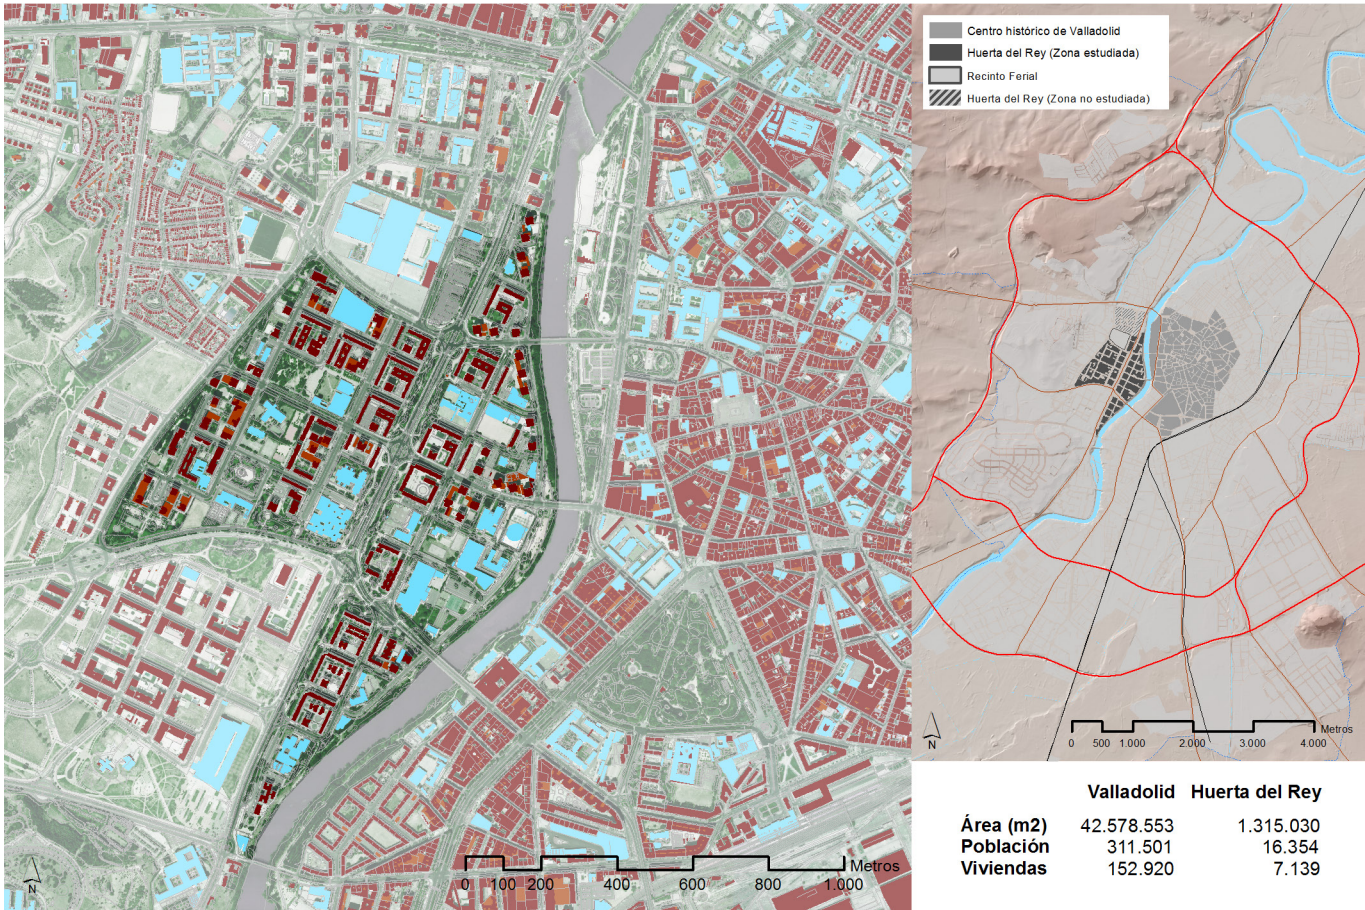 Centro histórico de Valladolid
Huerta del Rey (Zona estudiada)
Recinto Ferial
Huerta del Rey (Zona no estudiada)
N
Metros
0 500 1.000 2.000 3.000 4.000
Valladolid Huerta del Rey
Área (m2) 42.578.553 1.315.030
Población 311.501 16.354
Viviendas 152.920 7.139
N
Metros
0 100 200 400 600 800 1.000